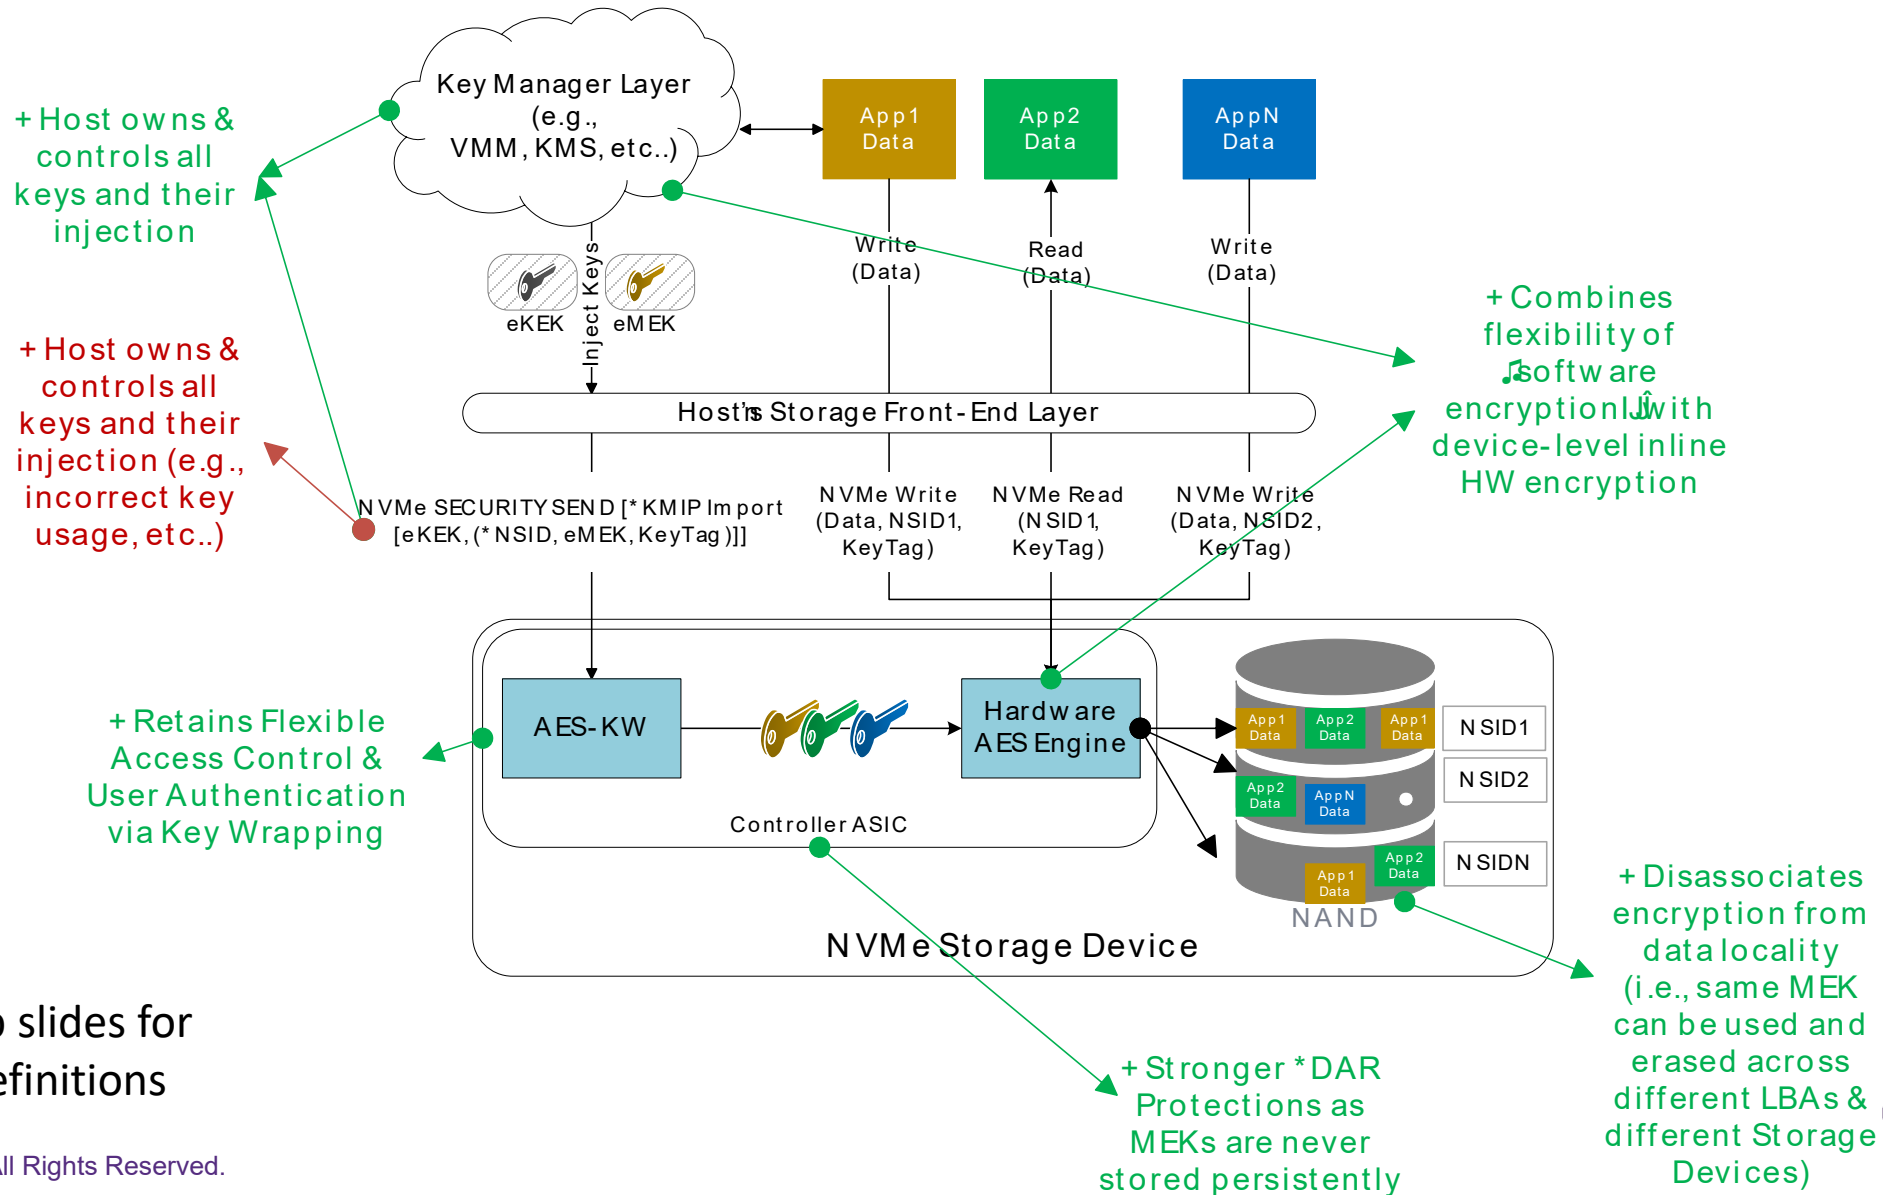 Key Manager Layer
(e.g.,
VMM, KMS, etc..)
App1
Data
App2
Data
AppN
Data
+ Host owns &
controls all
keys and their
injection
Write
(Data)
Read
(Data)
Write
(Data)
Inject Keys
eKEK
eMEK
+ Combines
flexibility of
software
encryption with
device-level inline
HW encryption
+ Host owns &
controls all
keys and their
injection (e.g.,
incorrect key
usage, etc..)
Host's Storage Front-End Layer
NVMe SECURITY SEND [*KMIP Import
[eKEK, (*NSID, eMEK, KeyTag)]]
NVMe Write
(Data, NSID1,
KeyTag)
NVMe Read
(NSID1,
KeyTag)
NVMe Write
(Data, NSID2,
KeyTag)
+ Retains Flexible
Access Control &
User Authentication
via Key Wrapping
AES-KW
Hardware
AES Engine
Controller ASIC
App1
Data
App2
Data
App1
Data
NSID1
App2
Data
AppN
Data
NSID2
App1
Data
App2
Data
NSIDN
NAND
NVMe Storage Device
+ Disassociates
encryption from
data locality
(i.e., same MEK
can be used and
erased across
different LBAs &
different Storage
Devices)
+ Stronger *DAR
Protections as
MEKs are never
stored persistently
slides for
efinitions
All Rights Reserved.